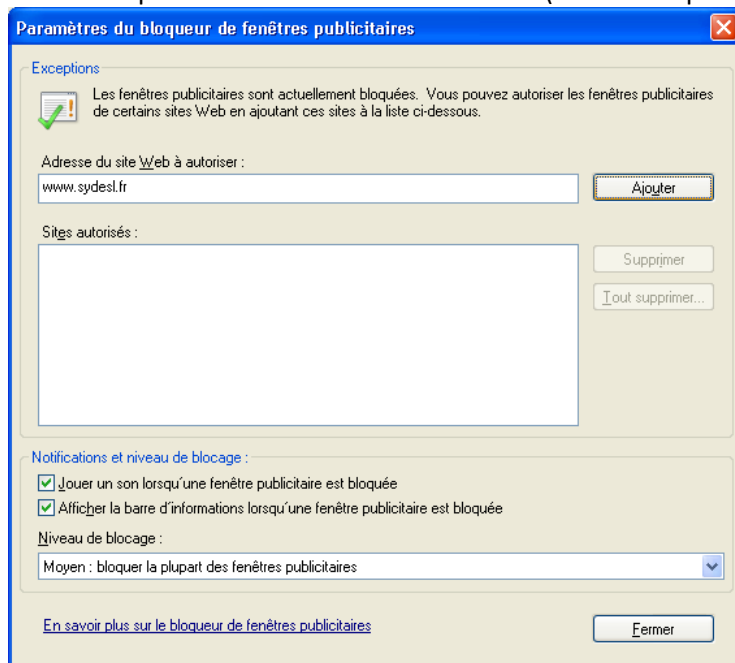 Paramètres du bloqueur de fenêtres publicitaires
Exceptions
Les fenêtres publicitaires sont actuellement bloquées. Vous pouvez autoriser les fenêtres publicitaires
de certains sites Web en ajoutant ces sites à la liste ci-dessous.
Adresse du site Web à autoriser :
www.sydesl.fr
Ajouter
Sites autorisés :
Supprimer
Tout supprimer...
Notifications et niveau de blocage :
Jouer un son lorsqu'une fenêtre publicitaire est bloquée
Afficher la barre d'informations lorsqu'une fenêtre publicitaire est bloquée
Niveau de blocage :
Moyen : bloquer la plupart des fenêtres publicitaires
En savoir plus sur le bloqueur de fenêtres publicitaires
Fermer